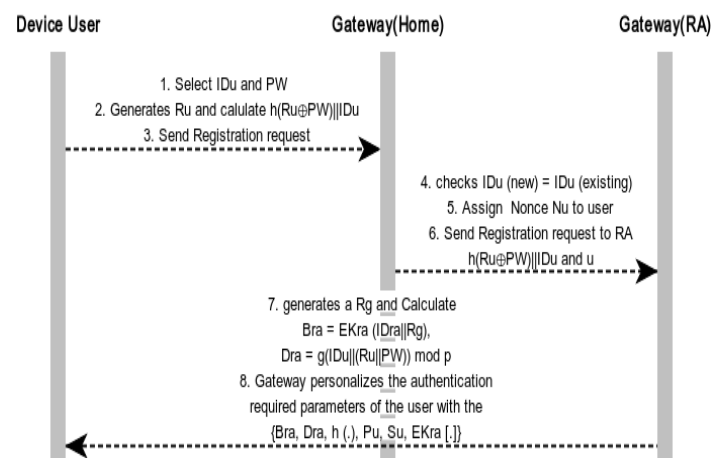 Device User
Gateway(Home)
Gateway(RA)
1. Select IDu and PW
2. Generates Ru and calulate h(Ru⊕PW)||IDu
3. Send Registration request
4. checks IDu (new) = IDu (existing)
5. Assign Nonce Nu to user
6. Send Registration request to RA
h(Ru⊕PW)||IDu and u
7. generates a Rg and Calculate
Bra = EKra (IDra||Rg),
Dra = g(IDu||(Ru||PW)) mod p
8. Gateway personalizes the authentication
required parameters of the user with the
{Bra, Dra, h (.), Pu, Su, EKra [.]}